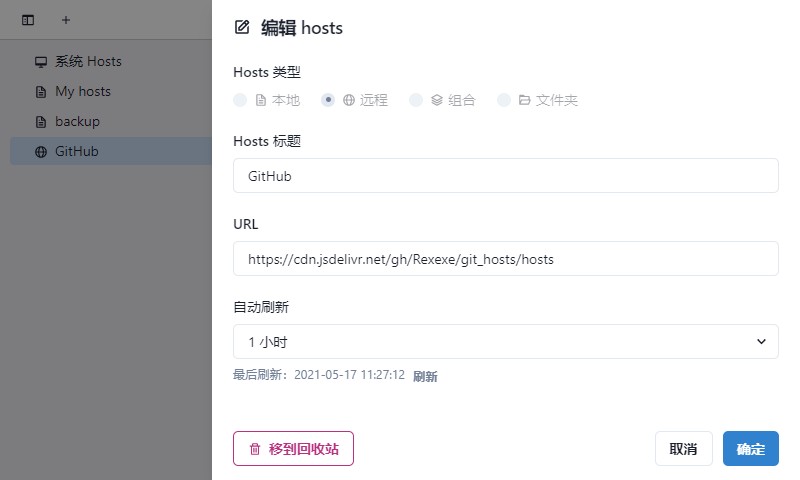 编辑 hosts
系统 Hosts
My hosts
backup
GitHub
Hosts 类型
本地 远程 组合 文件夹
Hosts 标题
GitHub
URL
https://cdn.jsdelivr.net/gh/Rexexe/git_hosts/hosts
自动刷新
1 小时
最后刷新：2021-05-17 11:27:12 刷新
移到回收站 取消 确定